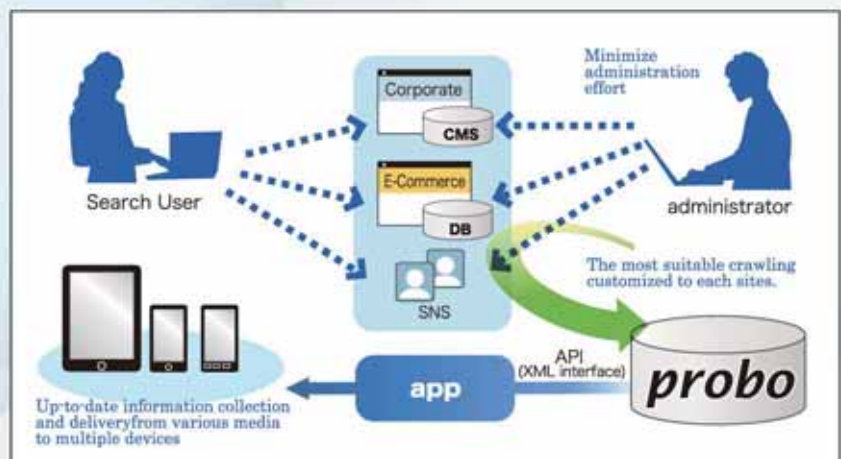 Corporate
CMS
Minimize
administration
effort
E-Commerce
DB
Search User
administrator
SNS
The most suitable crawling
customized to each sites.
API
(XML interface)
app
probo
Up-to-date information collection
and deliveryfrom various media
to multiple devices